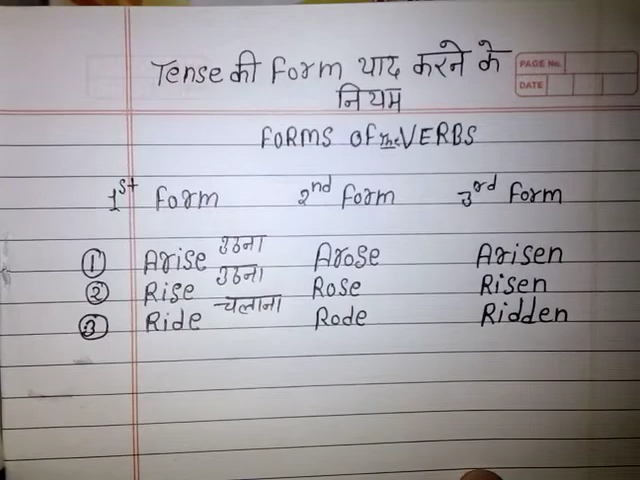 Tense की Form याद करने के
नियम
PAGE No.
DATE
FORMS OF The VERBS
1st Form 2nd Form 3rd Form
1 Arise उठना Arose Arisen
2 Rise उठना Rose Risen
3 Ride चलाना Rode Ridden